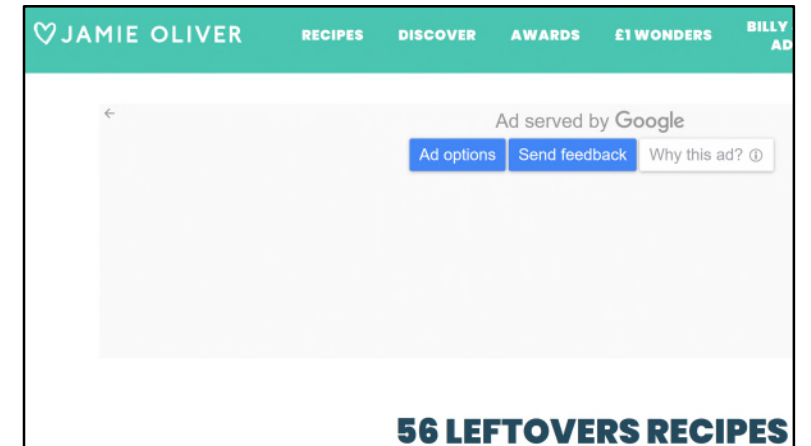 JAMIE OLIVER RECIPES DISCOVER AWARDS £1 WONDERS BILLY
AD
Ad served by Google
Ad options Send feedback Why this ad?
56 LEFTOVERS RECIPES